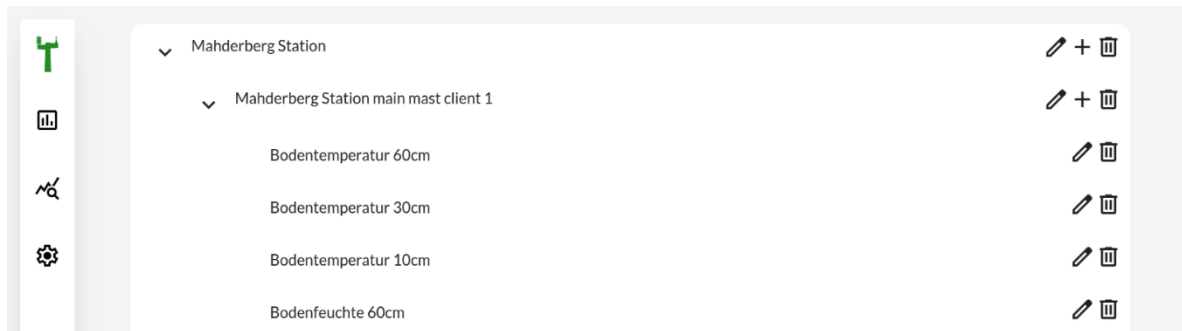 Mahderberg Station
Mahderberg Station main mast client 1
Bodentemperatur 60cm
Bodentemperatur 30cm
Bodentemperatur 10cm
Bodenfeuchte 60cm